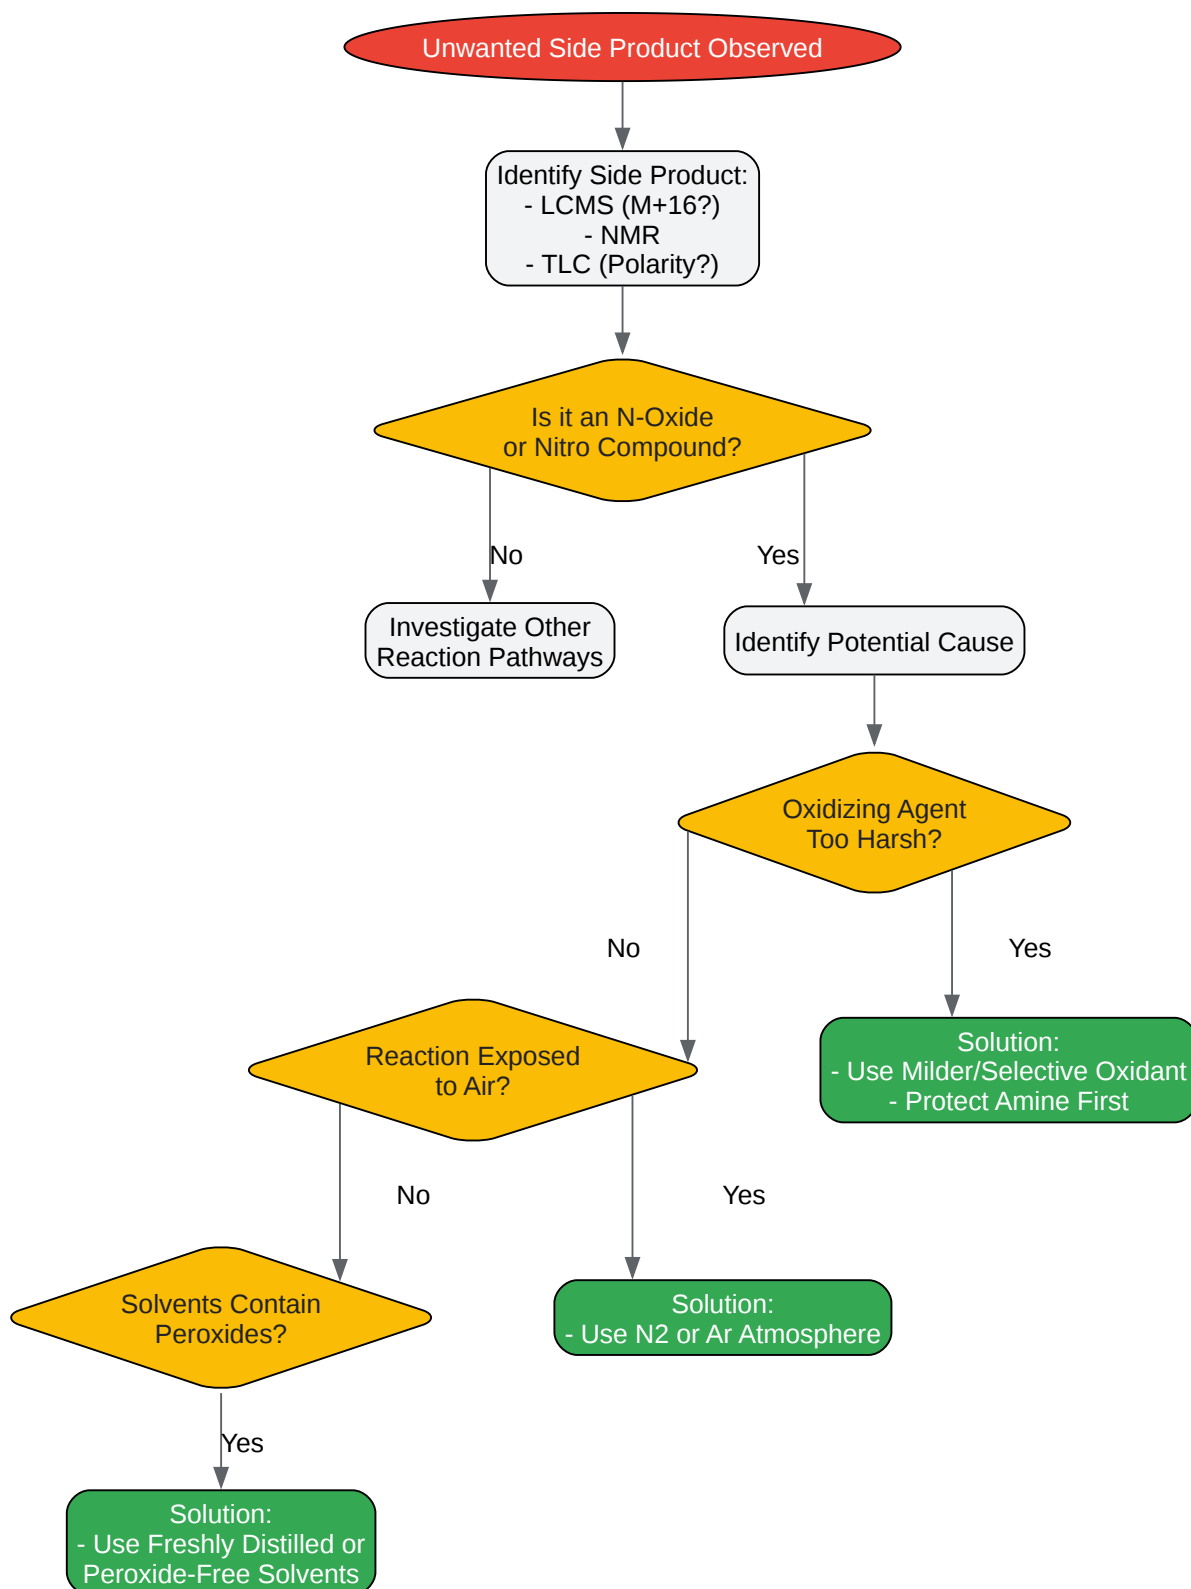 Unwanted Side Product Observed
Identify Side Product:
- LCMS (M+16?)
- NMR
- TLC (Polarity?)
Is it an N-Oxide
or Nitro Compound?
No
Yes
Investigate Other
Reaction Pathways
Identify Potential Cause
Oxidizing Agent
Too Harsh?
No
Yes
Reaction Exposed
to Air?
Solution:
- Use Milder/Selective Oxidant
- Protect Amine First
No
Yes
Solvents Contain
Peroxides?
Solution:
- Use N2 or Ar Atmosphere
Yes
Solution:
- Use Freshly Distilled or
Peroxide-Free Solvents